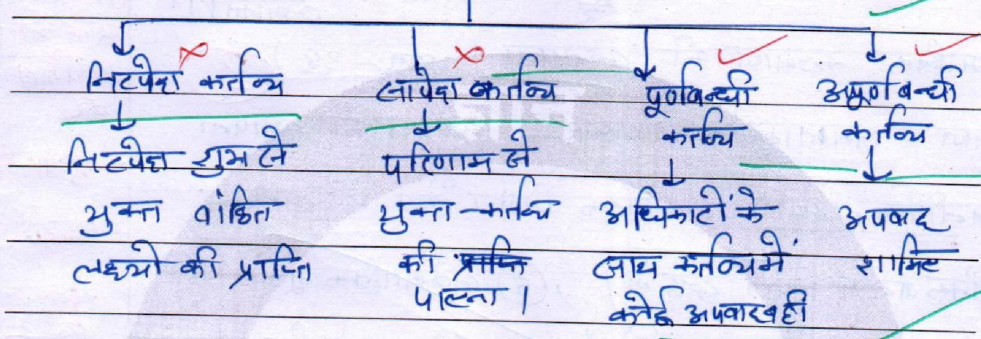 निरपेक्ष कर्तव्य
निरपेक्ष शुभ से
युक्त वांछित
लक्ष्यों की प्राप्ति
सापेक्ष कर्तव्य
परिणाम से
युक्त कर्तव्य
की प्राप्ति
पालना।
पूर्णबन्धी
कर्तव्य
अधिकारों के
साथ कर्तव्य में
कोई अपवाद नहीं
अपूर्णबन्धी
कर्तव्य
अपवाद
शामिल